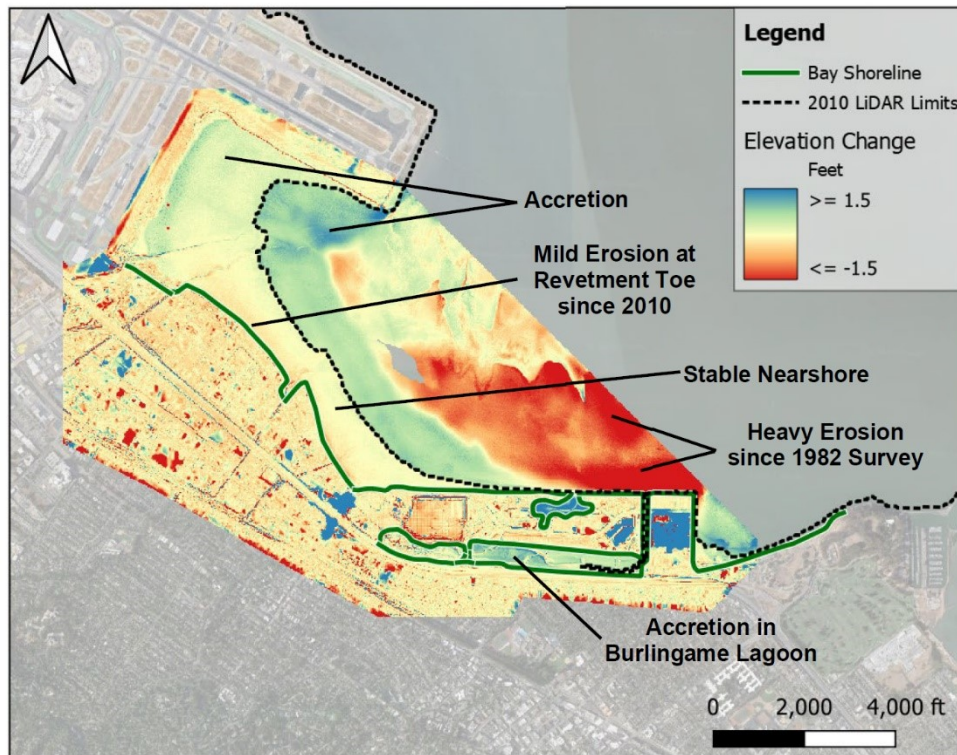 Legend
Bay Shoreline
2010 LiDAR Limits
Elevation Change
Feet
>= 1.5
<= -1.5
Accretion
Mild Erosion at
Revetment Toe
since 2010
Stable Nearshore
Heavy Erosion
since 1982 Survey
Accretion in
Burlingame Lagoon
0 2,000 4,000 ft